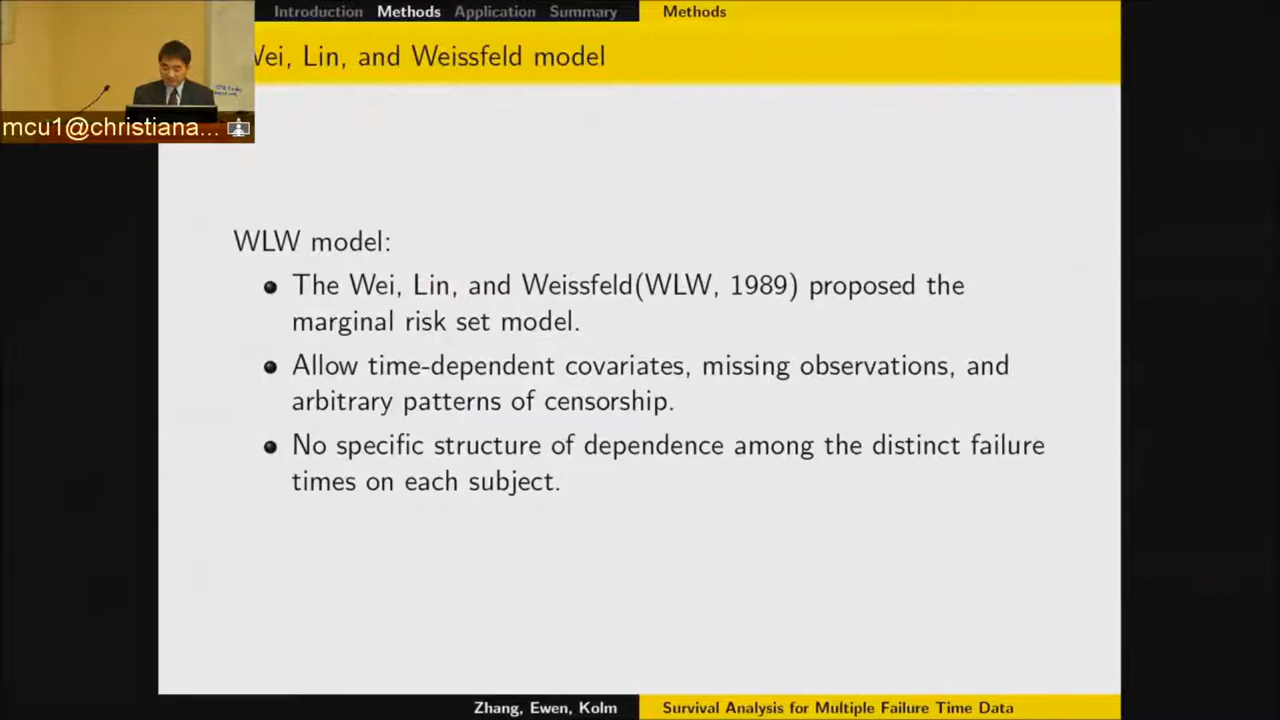 Introduction Methods Application Summary Methods
Wei, Lin, and Weissfeld model
mcu1@christiana...
WLW model:
The Wei, Lin, and Weissfeld(WLW, 1989) proposed the
marginal risk set model.
Allow time-dependent covariates, missing observations, and
arbitrary patterns of censorship.
No specific structure of dependence among the distinct failure
times on each subject.
Zhang, Ewen, Kolm
Survival Analysis for Multiple Failure Time Data